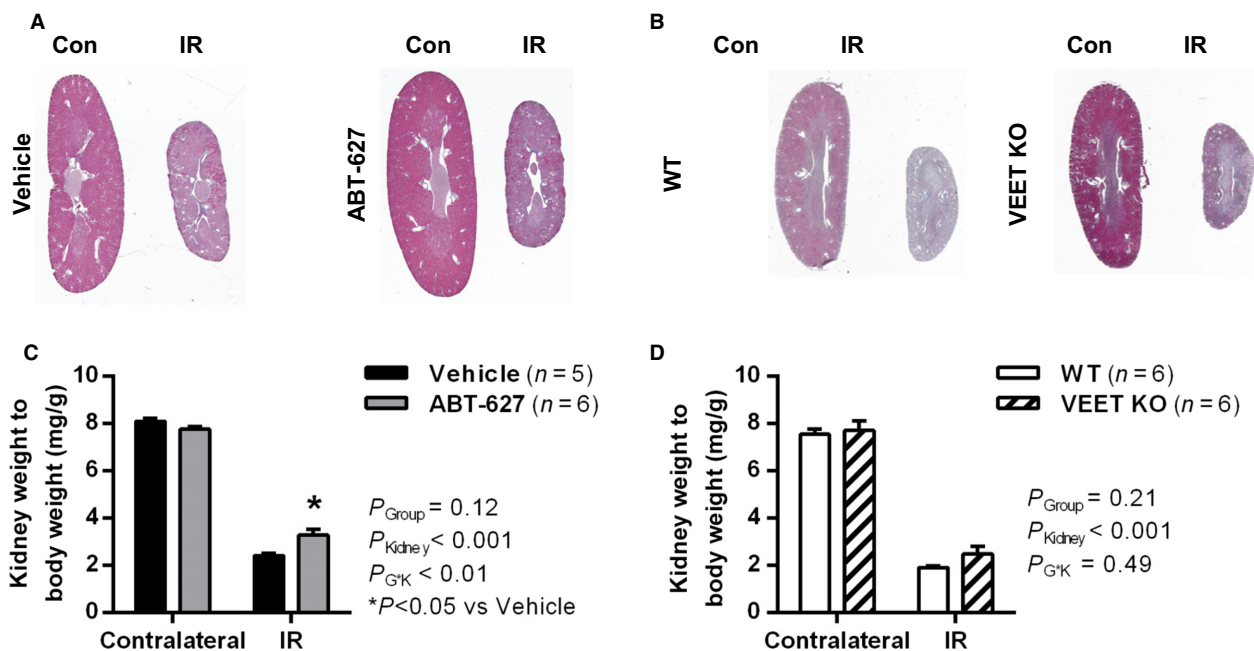 A
Con IR
Vehicle
Con IR
ABT-627
B
Con IR
WT
Con IR
VEET KO
C
Kidney weight to
body weight (mg/g)
10
8
6
4
2
0
Contralateral IR
*
Vehicle (n = 5)
ABT-627 (n = 6)
PGroup = 0.12
PKidney < 0.001
PG*K < 0.01
*P<0.05 vs Vehicle
D
Kidney weight to
body weight (mg/g)
10
8
6
4
2
0
Contralateral IR
WT (n = 6)
VEET KO (n = 6)
PGroup = 0.21
PKidney < 0.001
PG*K = 0.49